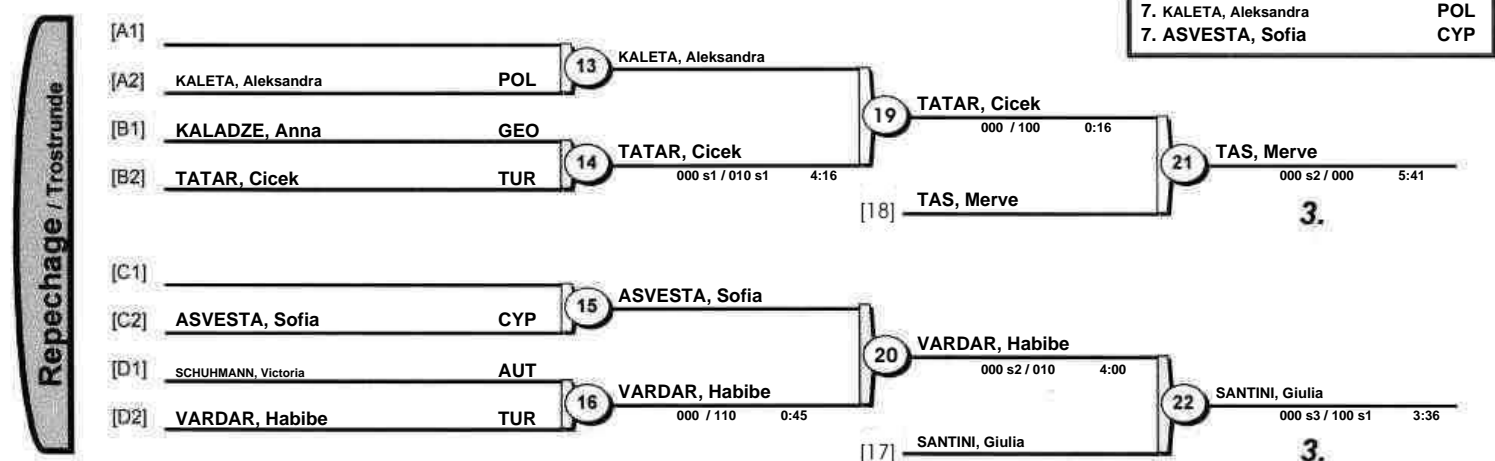 7. KALETA, Aleksandra POL
7. ASVESTA, Sofia CYP
Repechage / Trostrunde
[A1]
[A2] KALETA, Aleksandra POL
13 KALETA, Aleksandra
[B1] KALADZE, Anna GEO
[B2] TATAR, Cicek TUR
14 TATAR, Cicek
000 s1 / 010 s1 4:16
19 TATAR, Cicek
000 / 100 0:16
[18] TAS, Merve
21 TAS, Merve
000 s2 / 000 5:41
3.
[C1]
[C2] ASVESTA, Sofia CYP
15 ASVESTA, Sofia
[D1] SCHUHMANN, Victoria AUT
[D2] VARDAR, Habibe TUR
16 VARDAR, Habibe
000 / 110 0:45
20 VARDAR, Habibe
000 s2 / 010 4:00
[17] SANTINI, Giulia
22 SANTINI, Giulia
000 s3 / 100 s1 3:36
3.